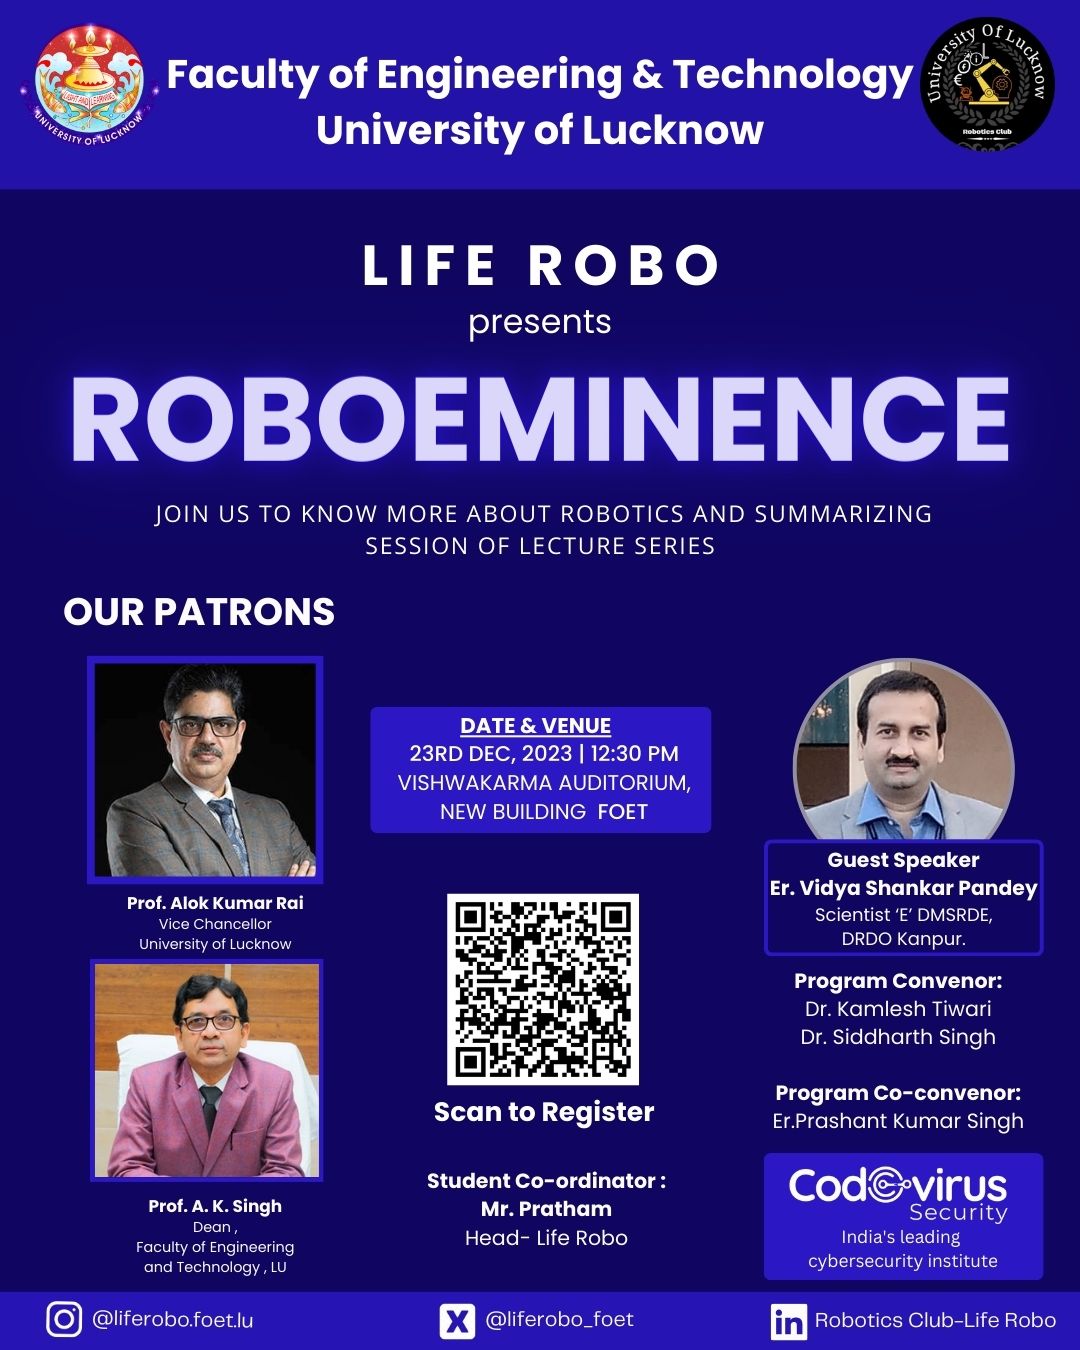 LIGHT AND LEARNING
UNIVERSITY OF LUCKNOW
Faculty of Engineering & Technology
University of Lucknow
University Of Lucknow
Robotics Club
LIFE ROBO
presents
ROBOEMINENCE
JOIN US TO KNOW MORE ABOUT ROBOTICS AND SUMMARIZING
SESSION OF LECTURE SERIES
OUR PATRONS
Prof. Alok Kumar Rai
Vice Chancellor
University of Lucknow
Prof. A. K. Singh
Dean ,
Faculty of Engineering
and Technology , LU
DATE & VENUE
23RD DEC, 2023 | 12:30 PM
VISHWAKARMA AUDITORIUM,
NEW BUILDING FOET
Scan to Register
Student Co-ordinator :
Mr. Pratham
Head- Life Robo
Guest Speaker
Er. Vidya Shankar Pandey
Scientist ‘E’ DMSRDE,
DRDO Kanpur.
Program Convenor:
Dr. Kamlesh Tiwari
Dr. Siddharth Singh
Program Co-convenor:
Er.Prashant Kumar Singh
Codevirus
Security
India's leading
cybersecurity institute
@liferobo.foet.lu
X @liferobo_foet
in Robotics Club-Life Robo